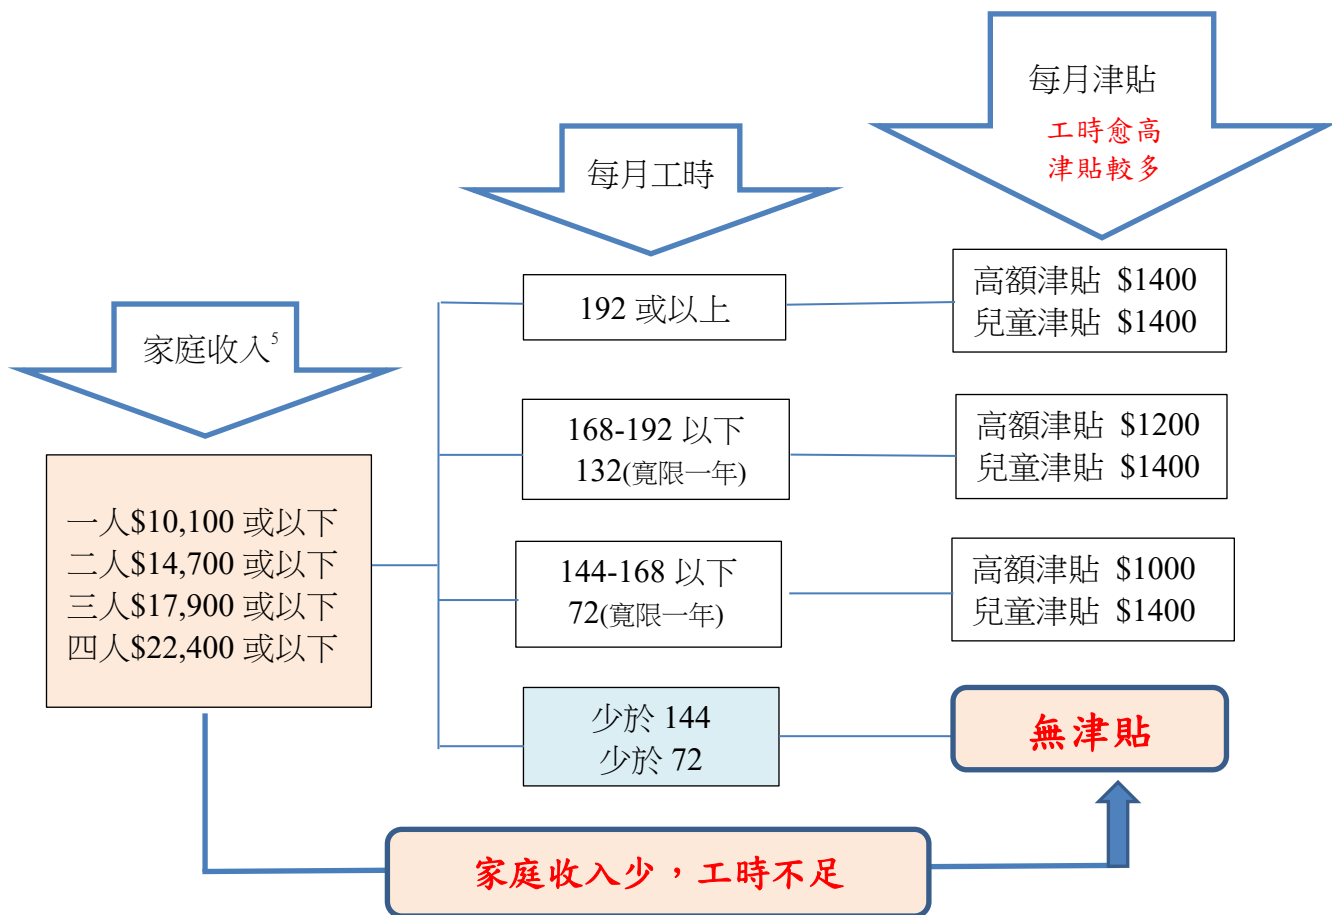 每月津貼
工時愈高
津貼較多
每月工時
家庭收入5
192 或以上
高額津貼 $1400
兒童津貼 $1400
168-192 以下
132(寬限一年)
高額津貼 $1200
兒童津貼 $1400
一人$10,100 或以下
二人$14,700 或以下
三人$17,900 或以下
四人$22,400 或以下
144-168 以下
72(寬限一年)
高額津貼 $1000
兒童津貼 $1400
少於 144
少於 72
無津貼
家庭收入少，工時不足